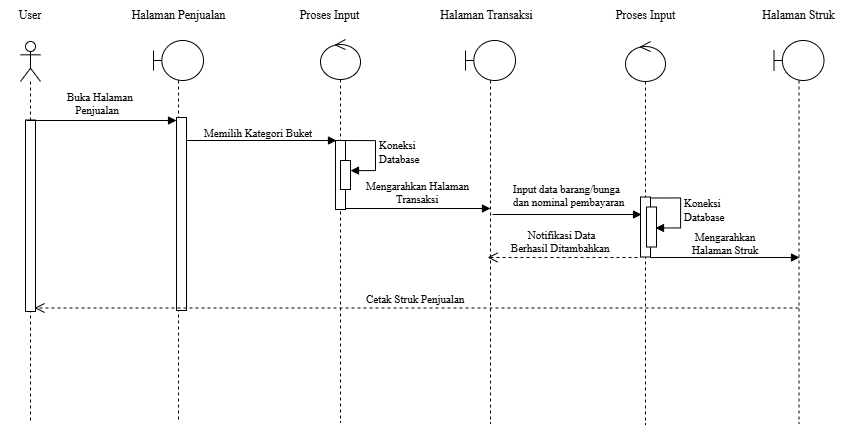 User
Halaman Penjualan
Proses Input
Halaman Transaksi
Proses Input
Halaman Struk
Buka Halaman
Penjualan
Memilih Kategori Buket
Koneksi
Database
Mengarahkan Halaman
Transaksi
Input data barang/bunga
dan nominal pembayaran
Koneksi
Database
Notifikasi Data
Berhasil Ditambahkan
Mengarahkan
Halaman Struk
Cetak Struk Penjualan